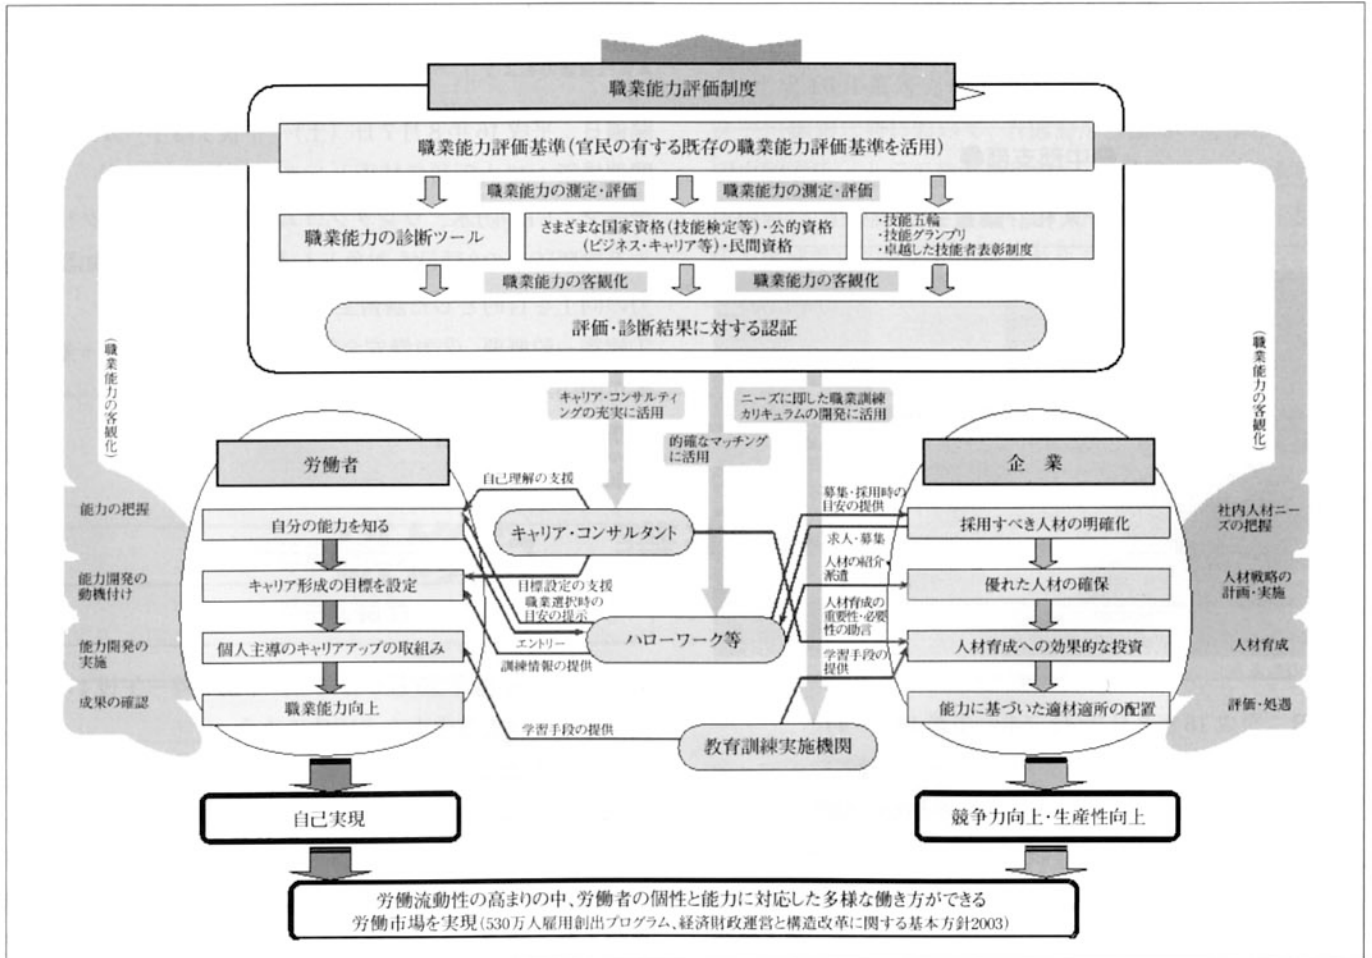 職業能力評価制度
職業能力評価基準(官民の有する既存の職業能力評価基準を活用)
職業能力の測定・評価
職業能力の測定・評価
職業能力の診断ツール
さまざまな国家資格(技能検定等)・公的資格
(ビジネス・キャリア等)・民間資格
・技能五輪
・技能グランプリ
・卓越した技能者表彰制度
職業能力の客観化
職業能力の客観化
評価・診断結果に対する認証
(職業能力の客観化)
(職業能力の客観化)
キャリア・コンサルティ
ングの充実に活用
ニーズに即した職業訓練
カリキュラムの開発に活用
的確なマッチング
に活用
労働者
企 業
能力の把握
自分の能力を知る
自己理解の支援
キャリア・コンサルタント
募集・採用時の
目安の提供
採用すべき人材の明確化
社内人材ニー
ズの把握
求人・募集
能力開発の
動機付け
キャリア形成の目標を設定
目標設定の支援
職業選択時の
目安の提示
人材の紹介・
派遣
優れた人材の確保
人材戦略の
計画・実施
人材育成の
重要性・必要
性の助言
能力開発の
実施
個人主導のキャリアアップの取組み
エントリー
訓練情報の提供
ハローワーク等
学習手段の
提供
人材育成への効果的な投資
人材育成
成果の確認
職業能力向上
学習手段の提供
教育訓練実施機関
能力に基づいた適材適所の配置
評価・処遇
自己実現
競争力向上・生産性向上
労働流動性の高まりの中、労働者の個性と能力に対応した多様な働き方ができる
労働市場を実現(530万人雇用創出プログラム、経済財政運営と構造改革に関する基本方針2003)